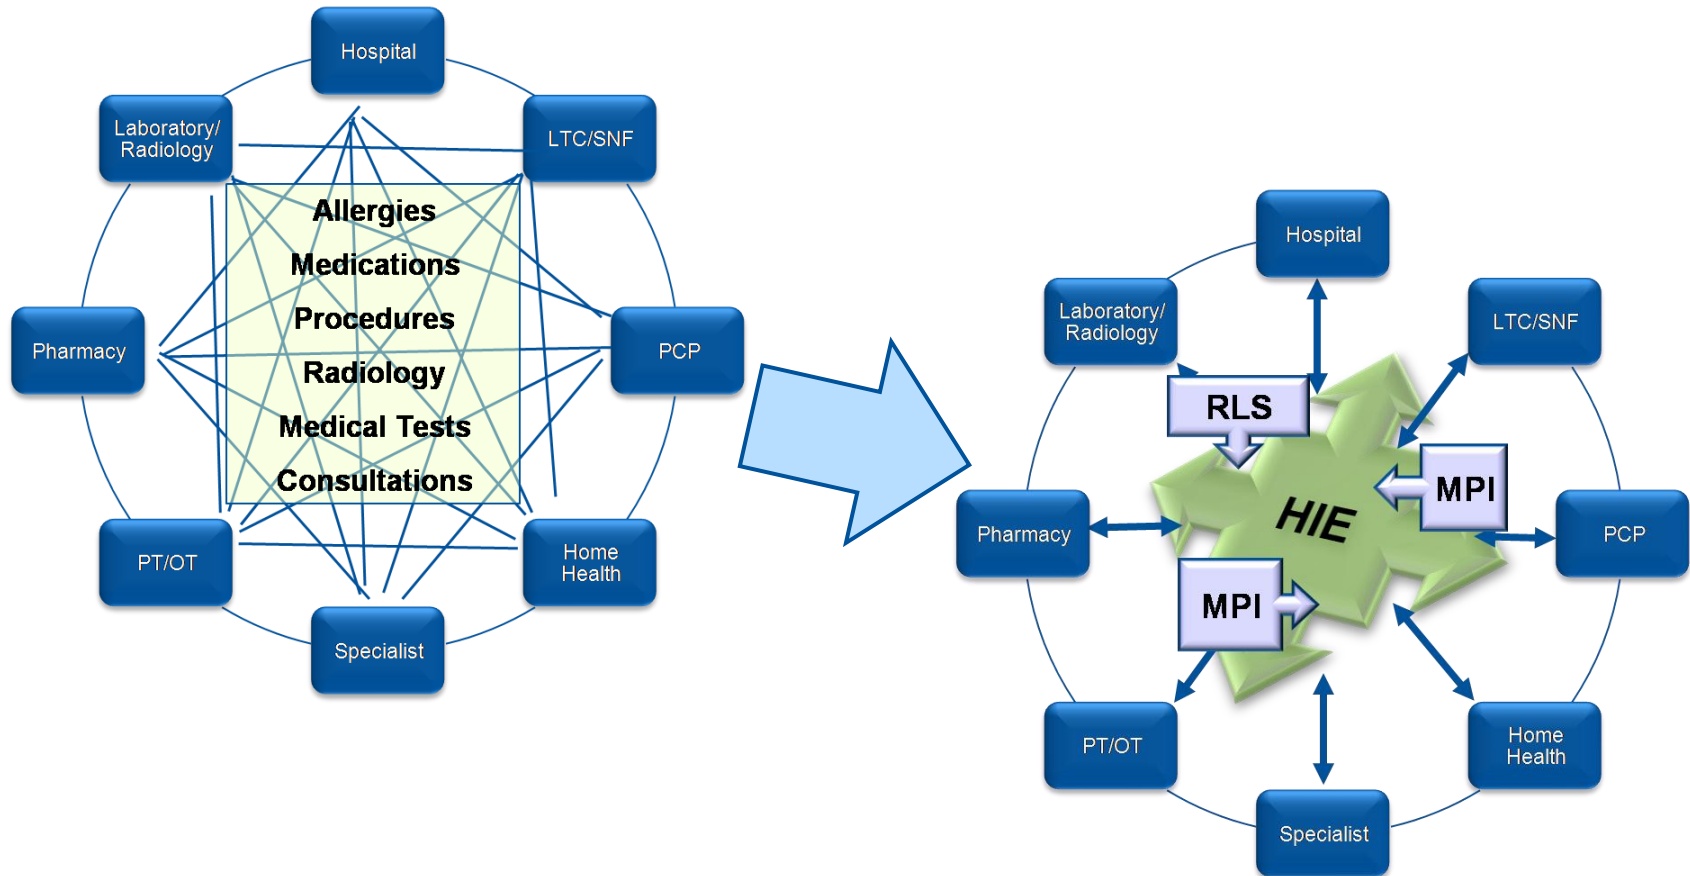 Hospital
Laboratory/
Radiology
LTC/SNF
Allergies
Medications
Procedures
Radiology
Medical Tests
Consultations
Pharmacy
PCP
PT/OT
Home
Health
Specialist
Hospital
Laboratory/
Radiology
LTC/SNF
RLS
MPI
HIE
Pharmacy
PCP
MPI
PT/OT
Home
Health
Specialist